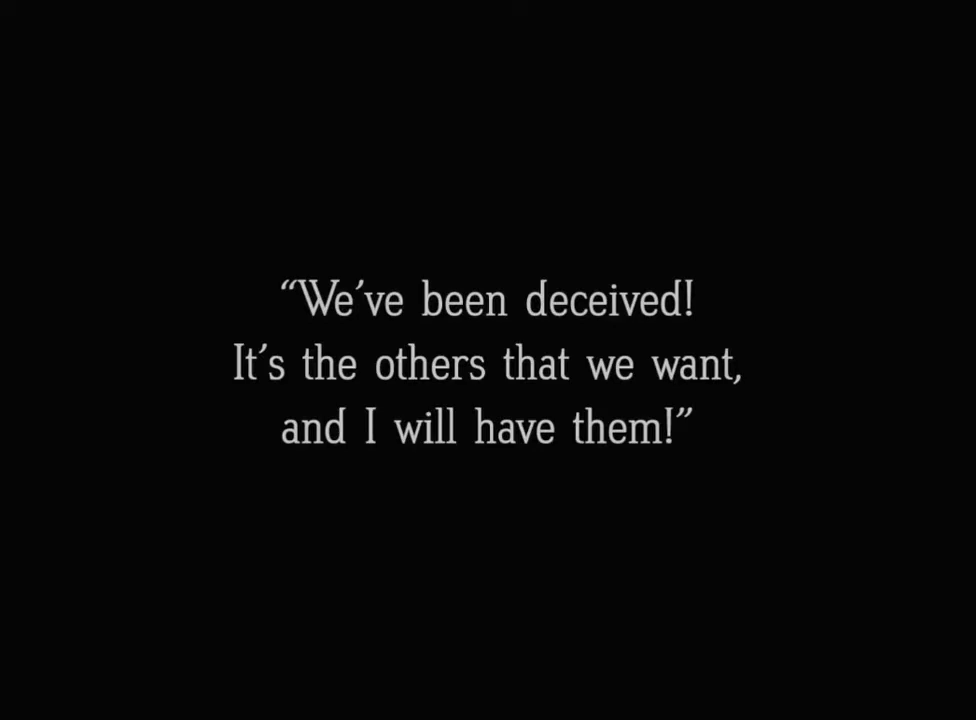 “We’ve been deceived!
It’s the others that we want,
and I will have them!”